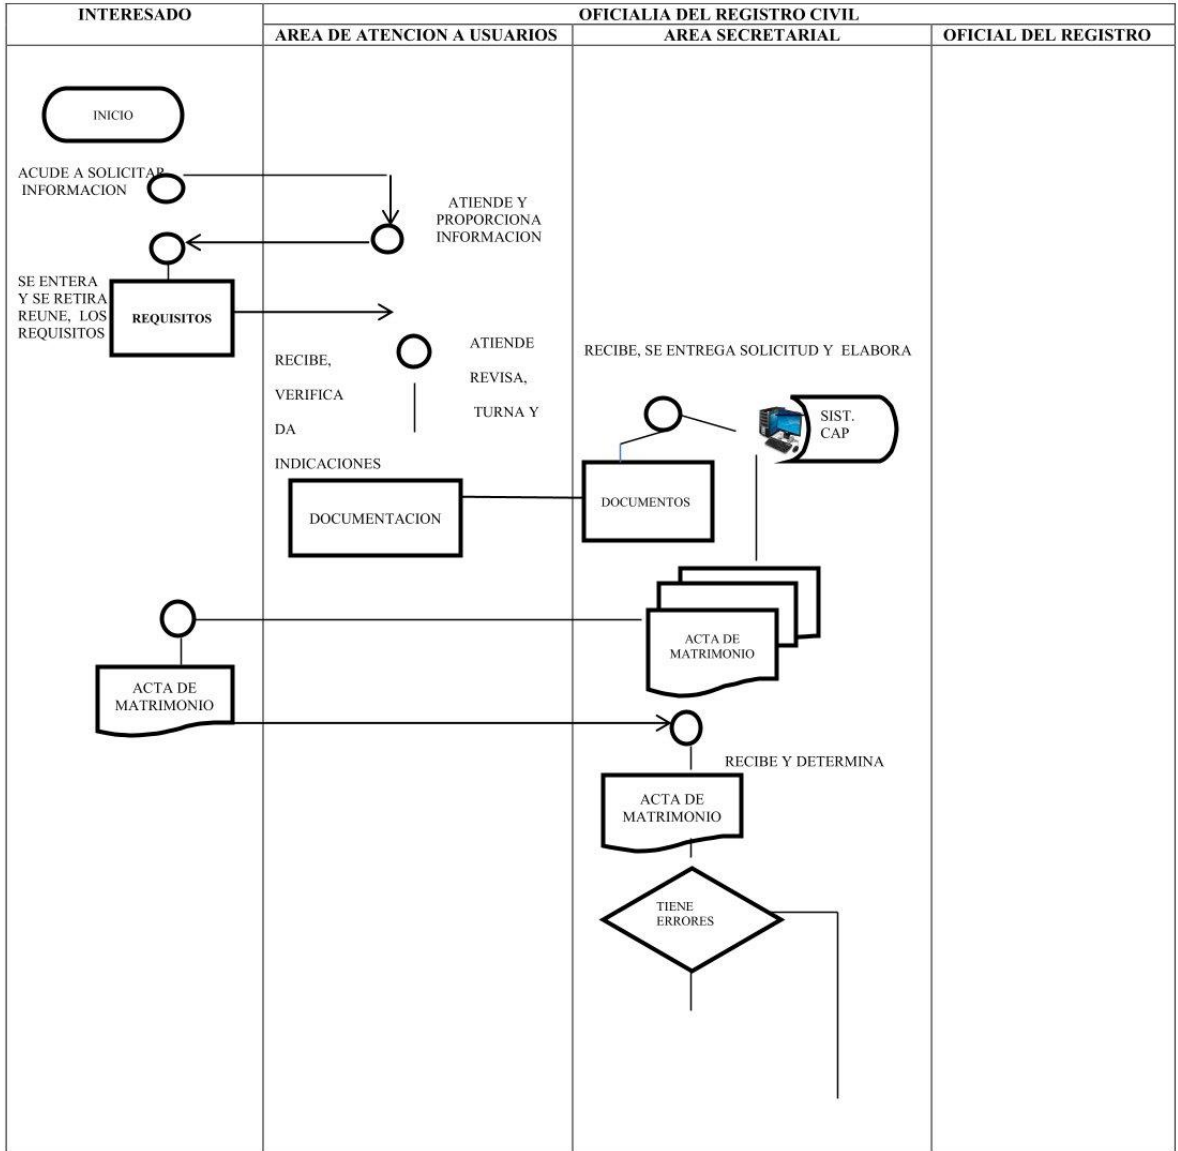 INTERESADO
OFICIALIA DEL REGISTRO CIVIL
AREA DE ATENCION A USUARIOS
AREA SECRETARIAL
OFICIAL DEL REGISTRO
INICIO
ACUDE A SOLICITAR
INFORMACION
ATIENDE Y
PROPORCIONA
INFORMACION
SE ENTERA
Y SE RETIRA
REUNE, LOS
REQUISITOS
REQUISITOS
RECIBE,
VERIFICA
DA
INDICACIONES
ATIENDE
REVISA,
TURNA Y
RECIBE, SE ENTREGA SOLICITUD Y ELABORA
SIST.
CAP
DOCUMENTACION
DOCUMENTOS
ACTA DE
MATRIMONIO
ACTA DE
MATRIMONIO
RECIBE Y DETERMINA
ACTA DE
MATRIMONIO
TIENE
ERRORES